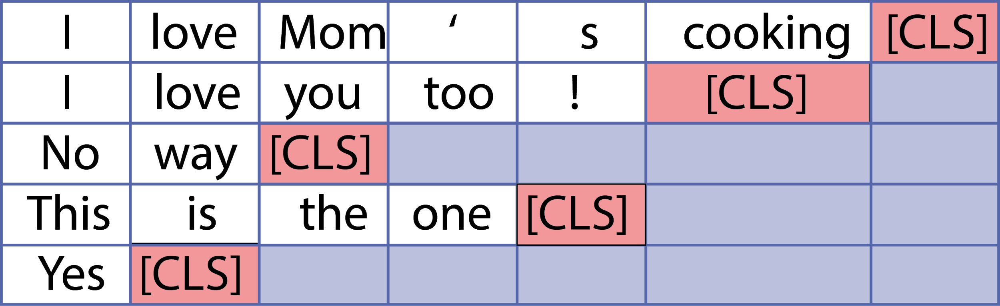 I love Mom ‘ s cooking [CLS]
I love you too ! [CLS]
No way [CLS]
This is the one [CLS]
Yes [CLS]